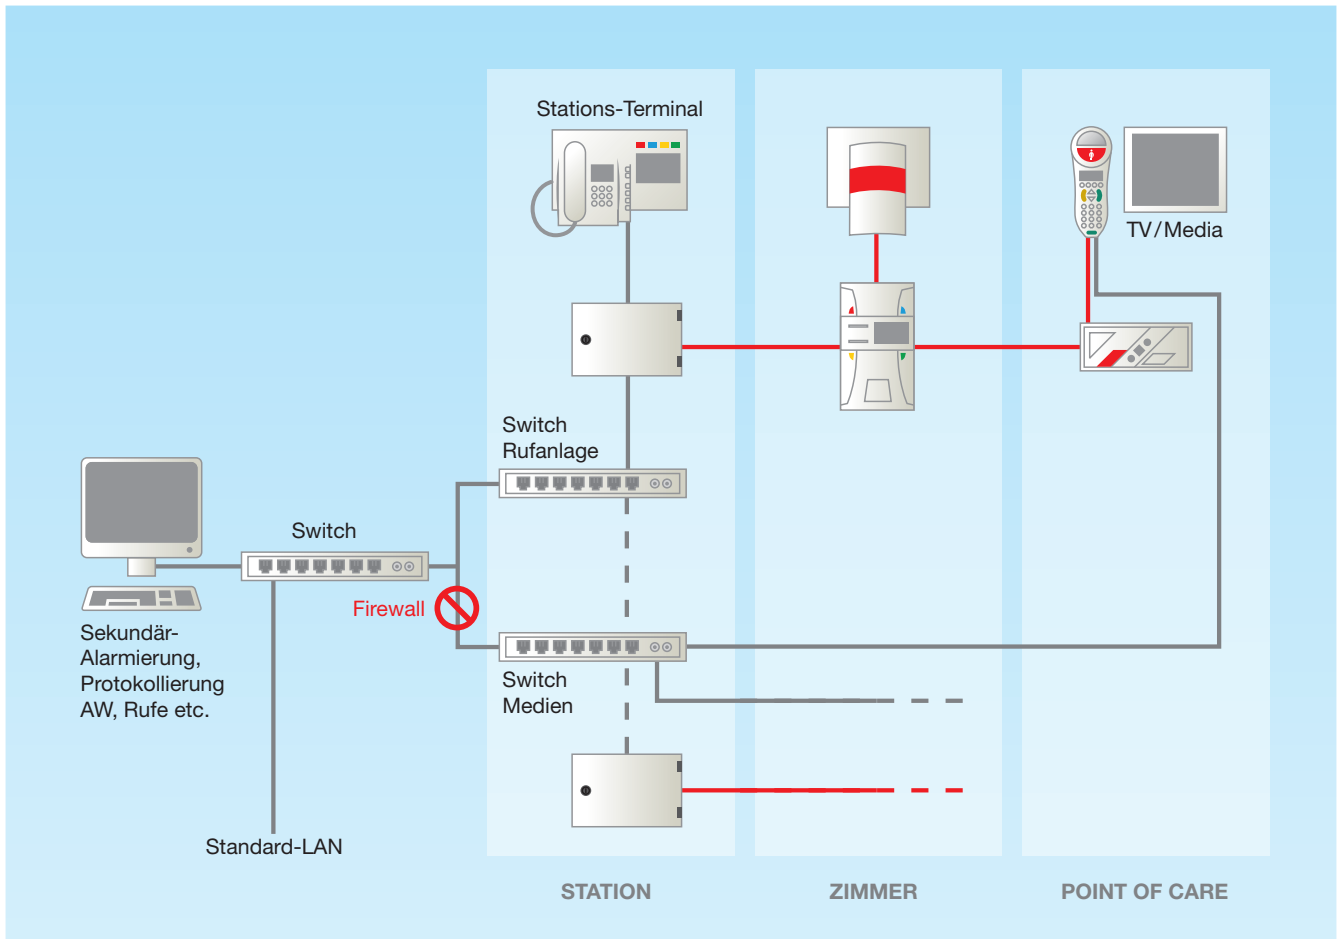 Stations-Terminal
TV/Media
Switch
Rufanlage
Switch
Firewall
Sekundär-
Alarmierung,
Protokollierung
AW, Rufe etc.
Switch
Medien
Standard-LAN
STATION
ZIMMER
POINT OF CARE